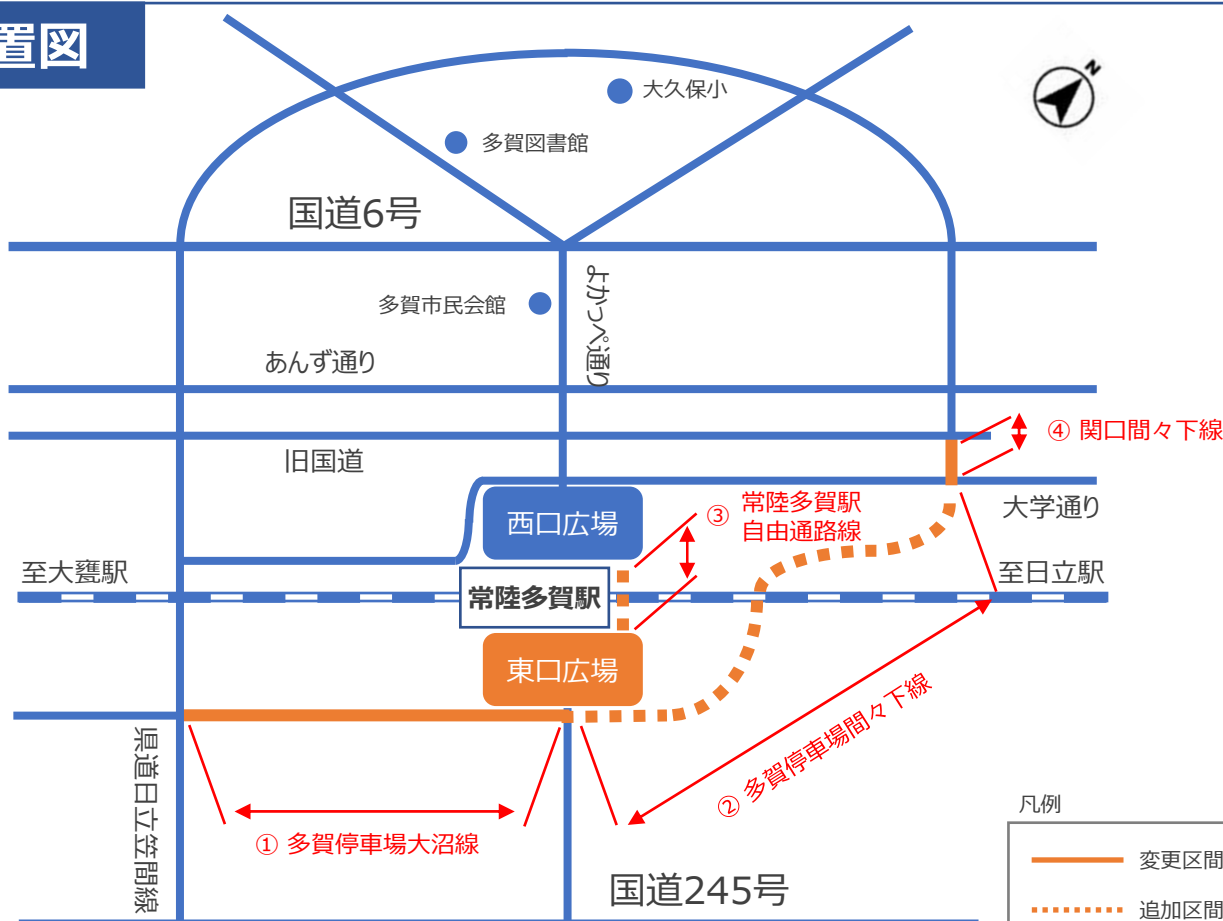 置図
N
大久保小
多賀図書館
国道6号
多賀市民会館
よかっぺ通り
あんず通り
④ 関口間々下線
旧国道
大学通り
西口広場
③ 常陸多賀駅
自由通路線
至大甕駅
至日立駅
常陸多賀駅
東口広場
② 多賀停車場間々下線
県道日立笠間線
① 多賀停車場大沼線
国道245号
凡例
変更区間
追加区間